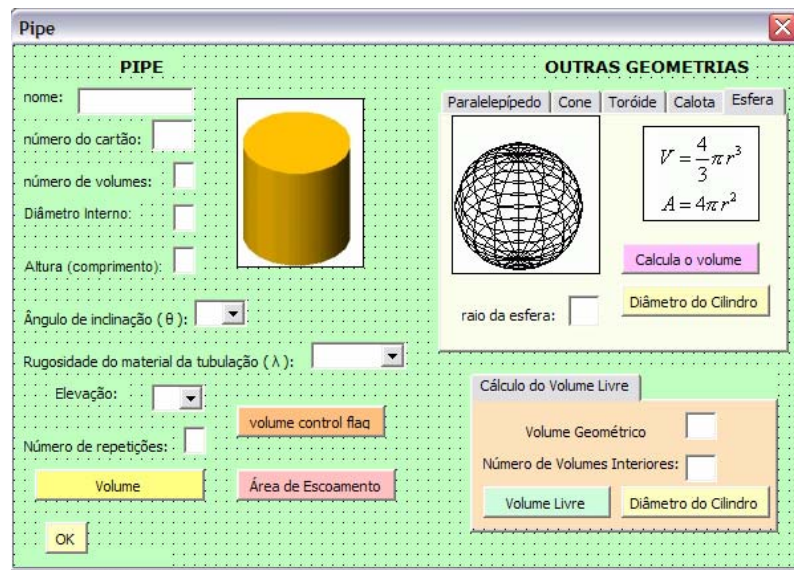 Pipe
PIPE
nome:
número do cartão:
número de volumes:
Diâmetro Interno:
Altura (comprimento):
Ângulo de inclinação ( θ ):
Rugosidade do material da tubulação ( λ ):
Elevação:
volume control flag
Número de repetições:
Volume
Área de Escoamento
OK
OUTRAS GEOMETRIAS
Paralelepípedo Cone Toróide Calota Esfera
V = 4/3 π r³
A = 4π r²
Calcula o volume
raio da esfera:
Diâmetro do Cilindro
Cálculo do Volume Livre
Volume Geométrico
Número de Volumes Interiores:
Volume Livre Diâmetro do Cilindro